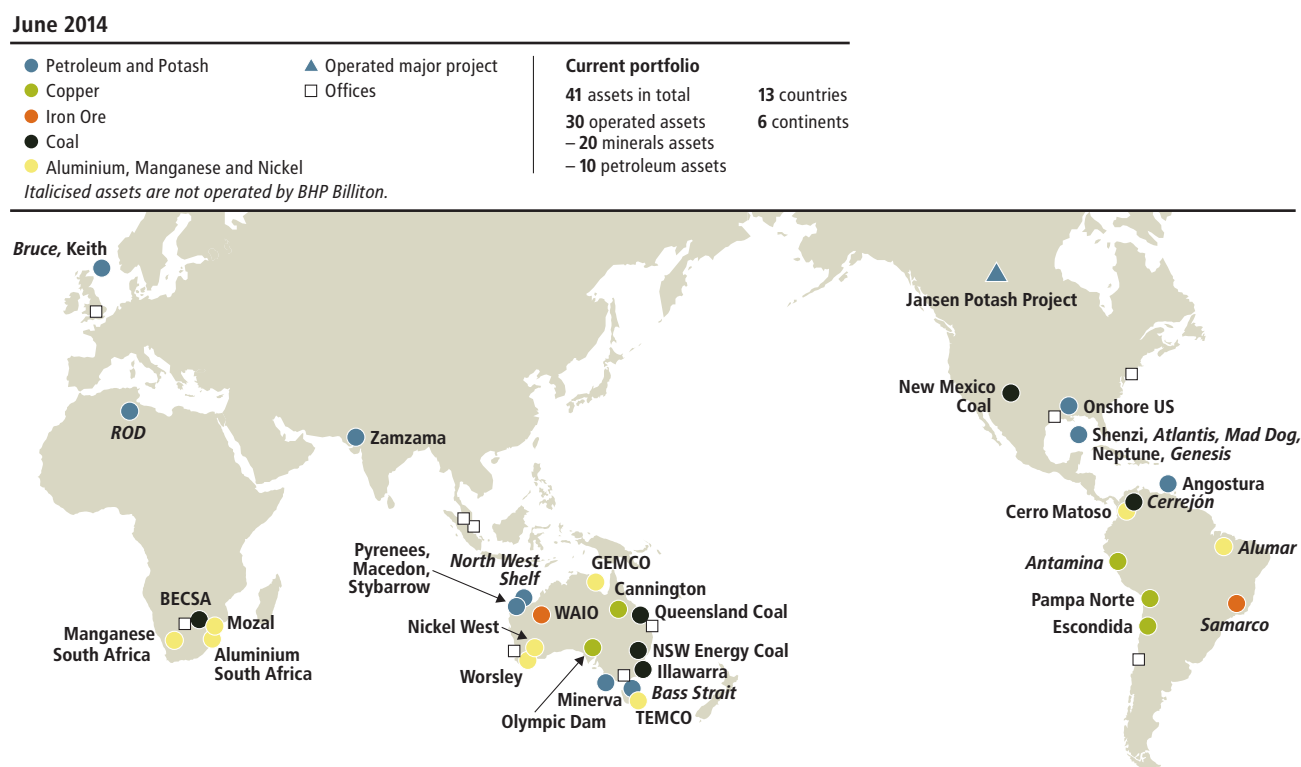 June 2014
Petroleum and Potash
Copper
Iron Ore
Coal
Aluminium, Manganese and Nickel
Italicised assets are not operated by BHP Billiton.
Operated major project
Offices
Current portfolio
41 assets in total
30 operated assets
– 20 minerals assets
– 10 petroleum assets
13 countries
6 continents
Bruce, Keith
Jansen Potash Project
New Mexico
Coal
Onshore US
ROD
Zamzama
Shenzi, Atlantis, Mad Dog,
Neptune, Genesis
Angostura
Cerrejón
Cerro Matoso
Pyrenees,
Macedon,
Stybarrow
North West
Shelf
GEMCO
Cannington
Alumar
Antamina
BECSA
WAIO
Queensland Coal
Pampa Norte
Mozal
Manganese
South Africa
Nickel West
Escondida
Samarco
NSW Energy Coal
Aluminium
South Africa
Worsley
Illawarra
Bass Strait
Minerva
Olympic Dam
TEMCO